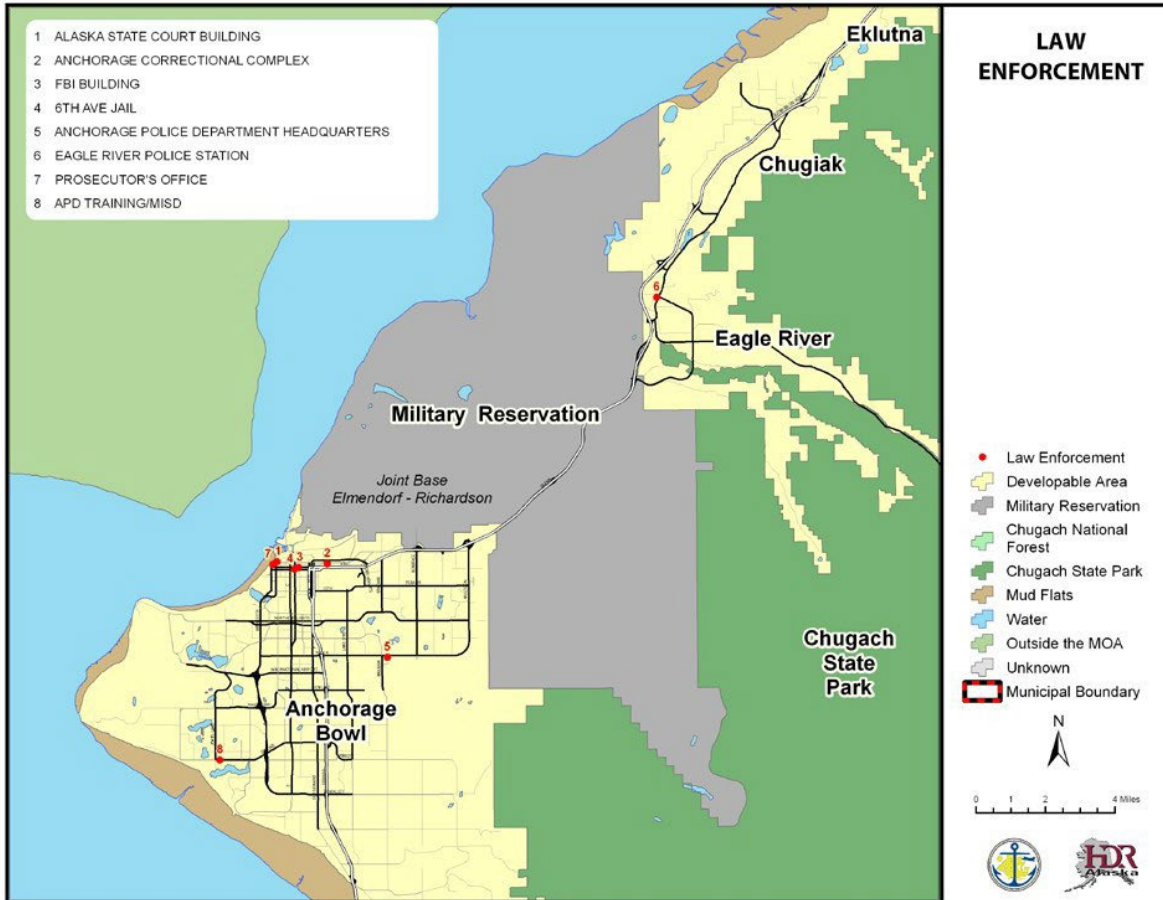 1 ALASKA STATE COURT BUILDING
2 ANCHORAGE CORRECTIONAL COMPLEX
3 FBI BUILDING
4 6TH AVE JAIL
5 ANCHORAGE POLICE DEPARTMENT HEADQUARTERS
6 EAGLE RIVER POLICE STATION
7 PROSECUTOR'S OFFICE
8 APD TRAINING/MISD
Eklutna
Chugiak
6
Eagle River
Military Reservation
Joint Base
Elmendorf - Richardson
7 1
4 3
2
5
Anchorage
Bowl
8
Chugach
State
Park
LAW
ENFORCEMENT
Law Enforcement
Developable Area
Military Reservation
Chugach National
Forest
Chugach State Park
Mud Flats
Water
Outside the MOA
Unknown
Municipal Boundary
N
0 1 2 4 Miles
HDR
Alaska